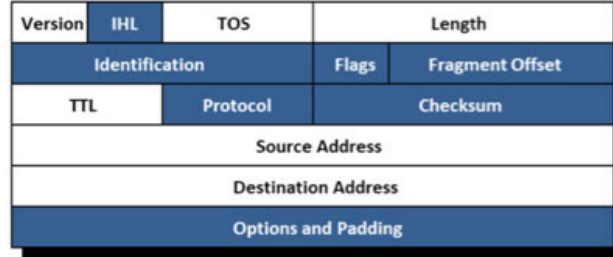 Version IHL TOS Length
Identification Flags Fragment Offset
TTL Protocol Checksum
Source Address
Destination Address
Options and Padding